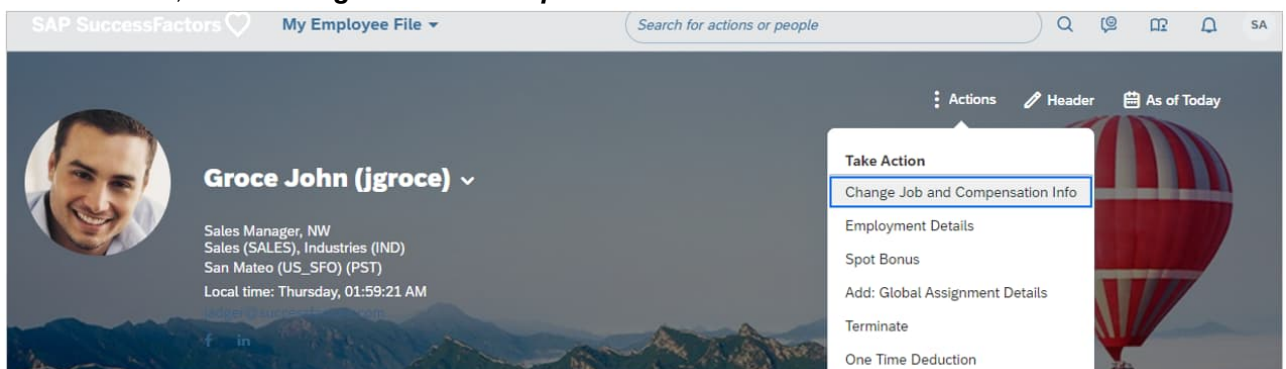 SAP SuccessFactors My Employee File Search for actions or people SA
Actions Header As of Today
Groce John (jgroce)
Sales Manager, NW
Sales (SALES), Industries (IND)
San Mateo (US_SFO) (PST)
Local time: Thursday, 01:59:21 AM
f in
Take Action
Change Job and Compensation Info
Employment Details
Spot Bonus
Add: Global Assignment Details
Terminate
One Time Deduction